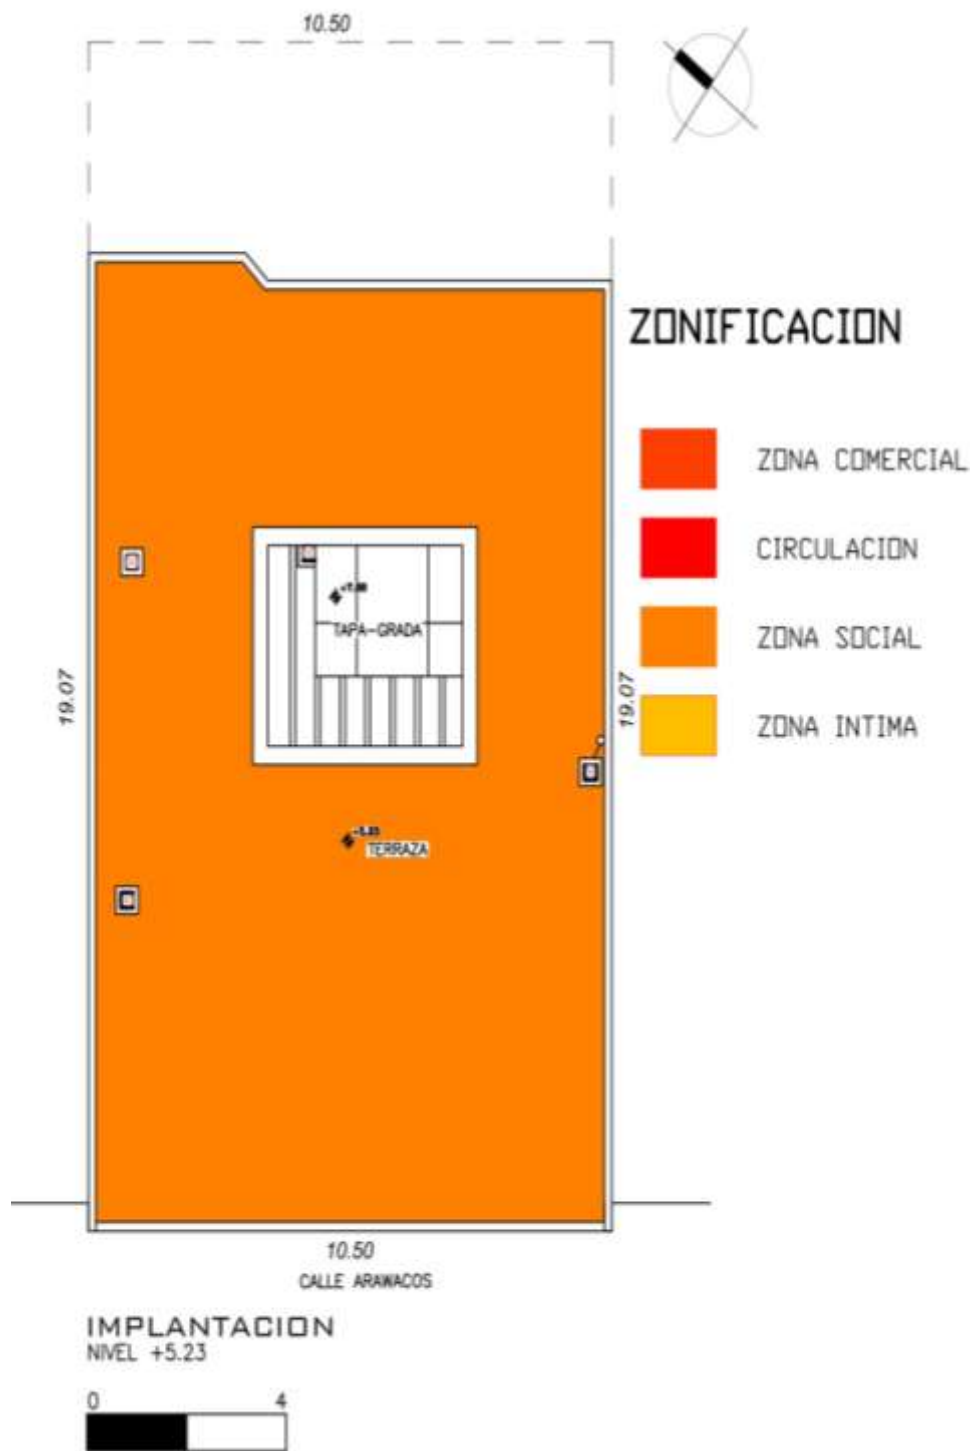 10.50
ZONIFICACION
ZONA COMERCIAL
CIRCULACION
TAPA-GRADA
ZONA SOCIAL
19.07
19.07
ZONA INTIMA
TERRAZA
10.50
CALLE ARAWACOS
IMPLANTACION
NIVEL +5.23
0 4